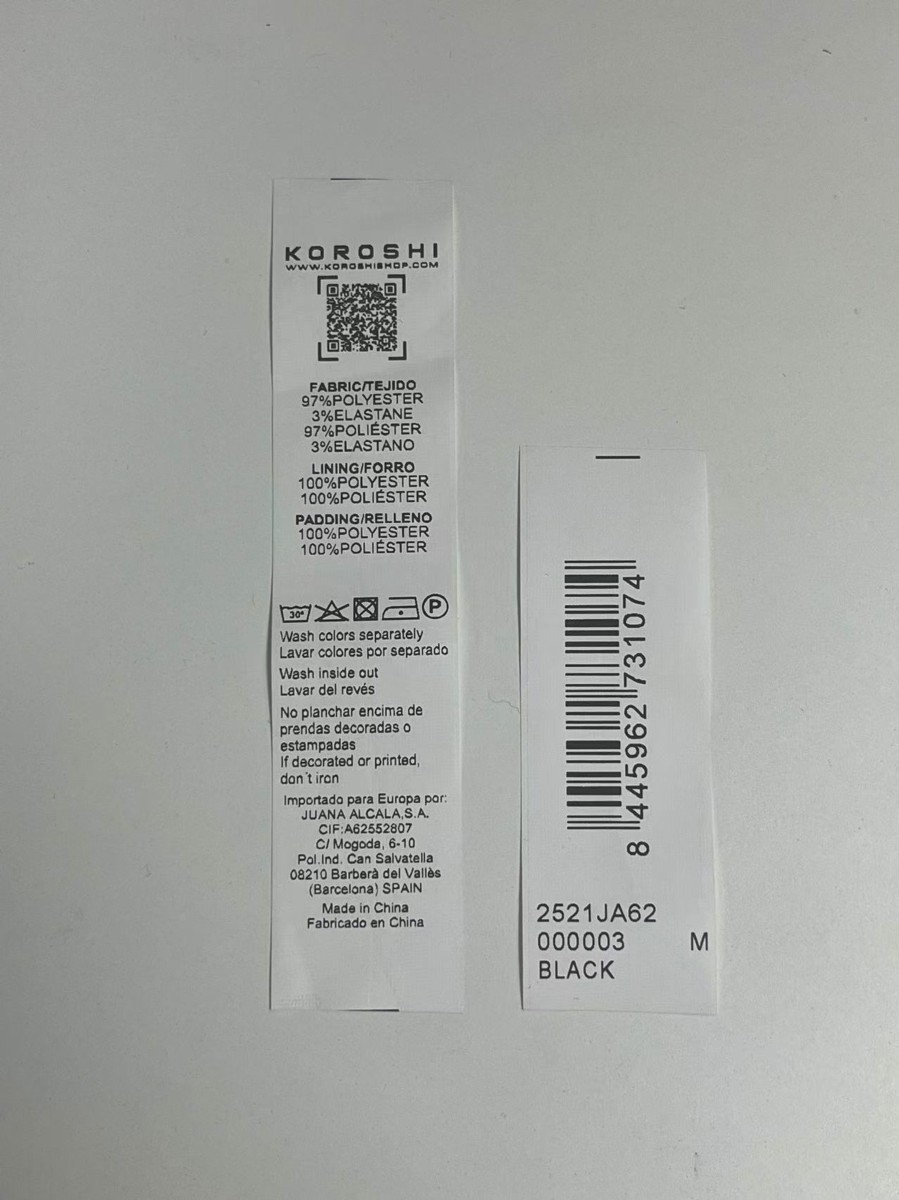 KOROSHI
WWW.KOROSHISHOP.COM
FABRIC/TEJIDO
97%POLYESTER
3%ELASTANE
97%POLIÉSTER
3%ELASTANO
LINING/FORRO
100%POLYESTER
100%POLIÉSTER
PADDING/RELLENO
100%POLYESTER
100%POLIÉSTER
30°
P
Wash colors separately
Lavar colores por separado
Wash inside out
Lavar del revés
No planchar encima de
prendas decoradas o
estampadas
If decorated or printed,
don´t iron
Importado para Europa por:
JUANA ALCALA,S.A.
CIF:A62552807
C/ Mogoda, 6-10
Pol.Ind. Can Salvatella
08210 Barberà del Vallès
(Barcelona) SPAIN
Made in China
Fabricado en China
8 445962 731074
2521JA62
000003 M
BLACK